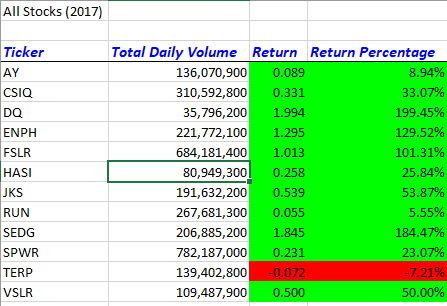 All Stocks (2017)
Ticker Total Daily Volume Return Return Percentage
AY 136,070,900 0.089 8.94%
CSIQ 310,592,800 0.331 33.07%
DQ 35,796,200 1.994 199.45%
ENPH 221,772,100 1.295 129.52%
FSLR 684,181,400 1.013 101.31%
HASI 80,949,300 0.258 25.84%
JKS 191,632,200 0.539 53.87%
RUN 267,681,300 0.055 5.55%
SEDG 206,885,200 1.845 184.47%
SPWR 782,187,000 0.231 23.07%
TERP 139,402,800 -0.072 -7.21%
VSLR 109,487,900 0.500 50.00%